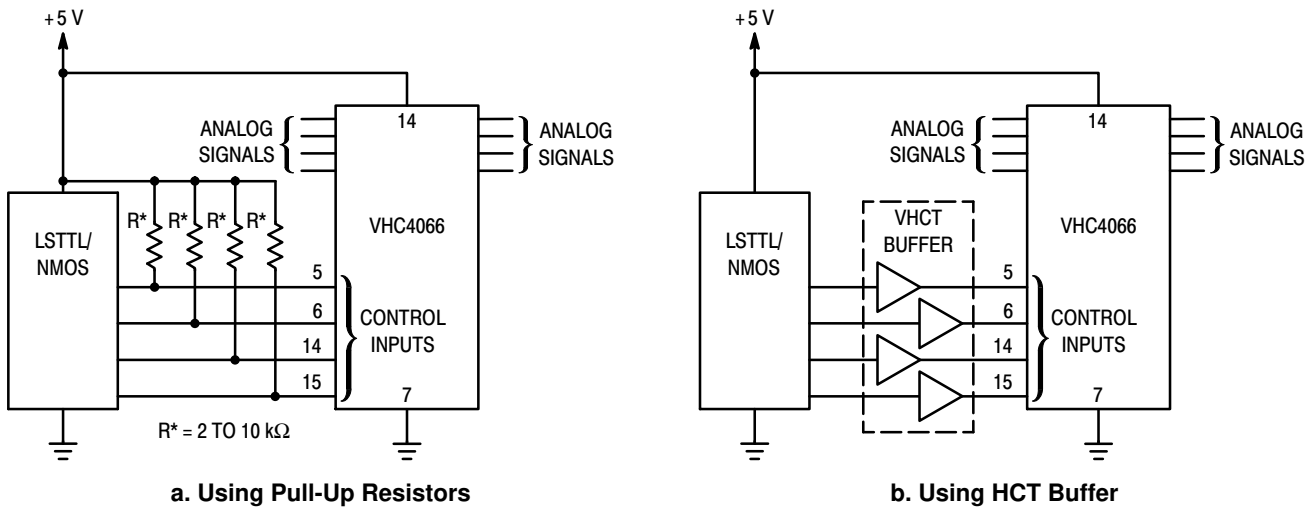 +5 V
14
ANALOG
SIGNALS
ANALOG
SIGNALS
R* R* R* R*
VHC4066
LSTTL/
NMOS
5
6
14
15
CONTROL
INPUTS
7
R* = 2 TO 10 kΩ
a. Using Pull-Up Resistors
+5 V
14
ANALOG
SIGNALS
ANALOG
SIGNALS
VHCT
BUFFER
VHC4066
LSTTL/
NMOS
5
6
14
15
CONTROL
INPUTS
7
b. Using HCT Buffer